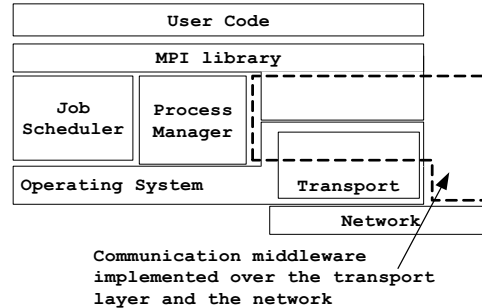 User Code
MPI library
Job
Scheduler
Process
Manager
Operating System
Transport
Network
Communication middleware
implemented over the transport
layer and the network